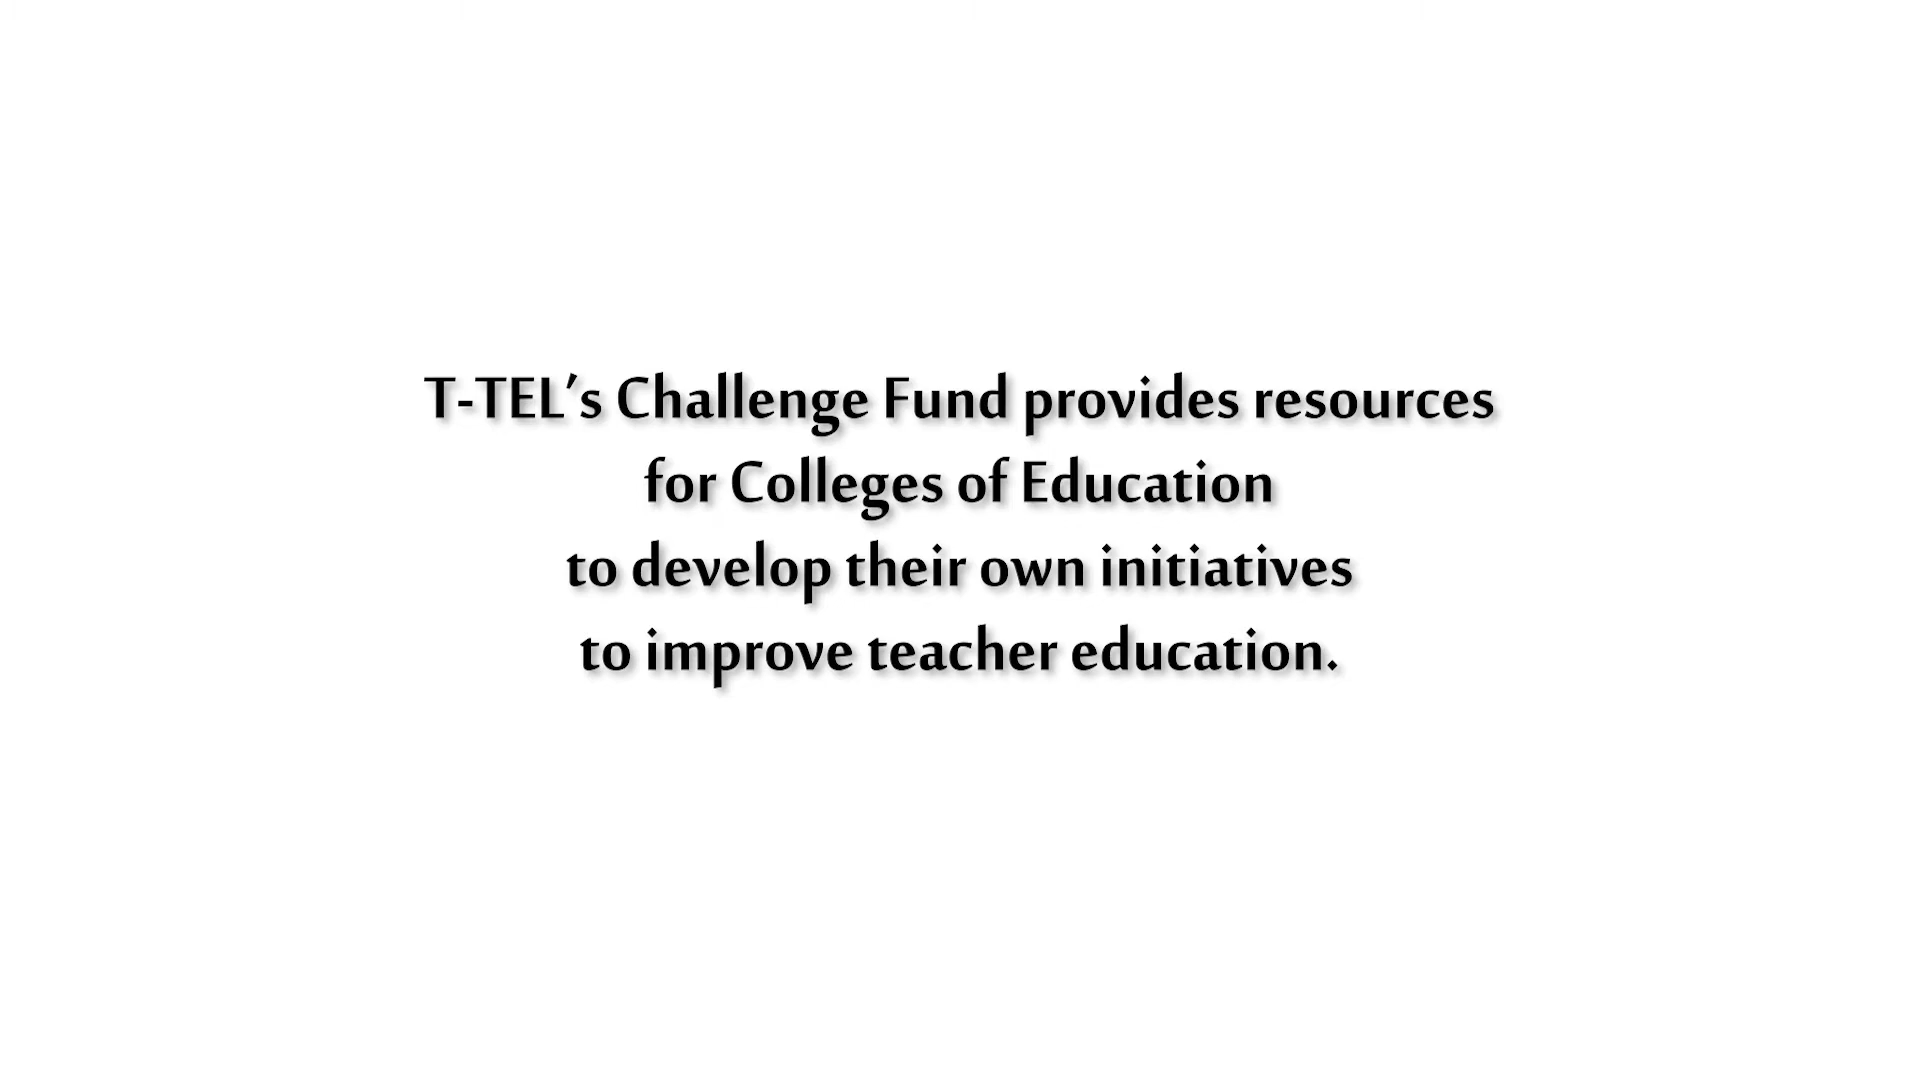 T-TEL’s Challenge Fund provides resources
for Colleges of Education
to develop their own initiatives
to improve teacher education.